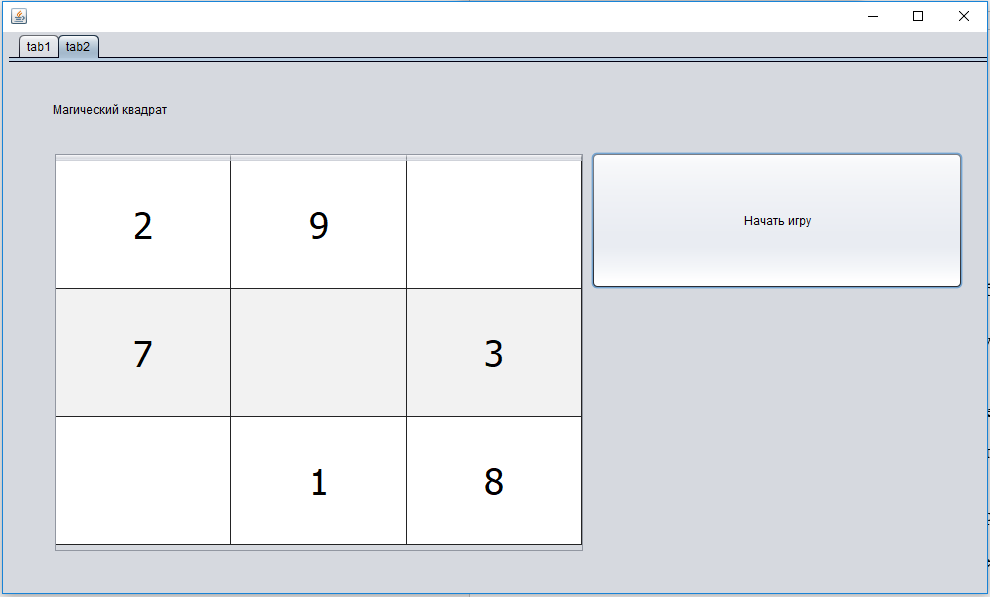 tab1 tab2
Магический квадрат
2 9
Начать игру
7 3
1 8